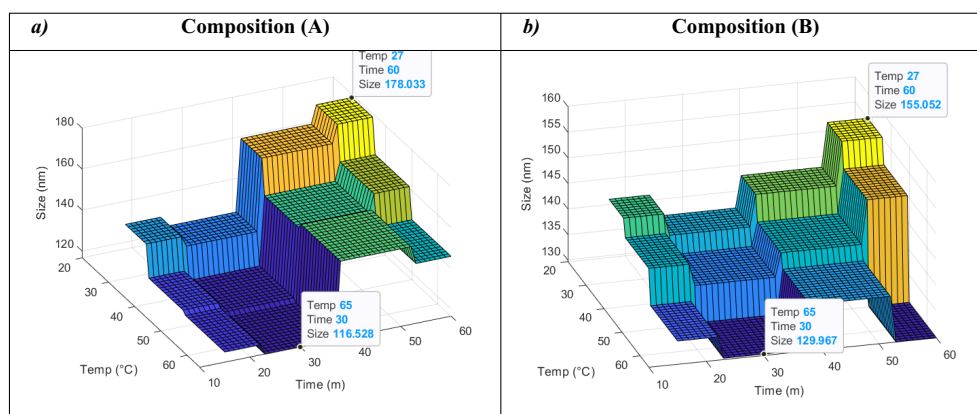 a) Composition (A)
b) Composition (B)
Temp 27
Time 60
Size 178.033
180
160
140
120
Size (nm)
20
30
40
50
60
Temp (°C)
10
20
30
40
50
60
Time (m)
Temp 65
Time 30
Size 116.528
Temp 27
Time 60
Size 155.052
160
155
150
145
140
135
130
Size (nm)
20
30
40
50
60
Temp (°C)
10
20
30
40
50
60
Time (m)
Temp 65
Time 30
Size 129.967